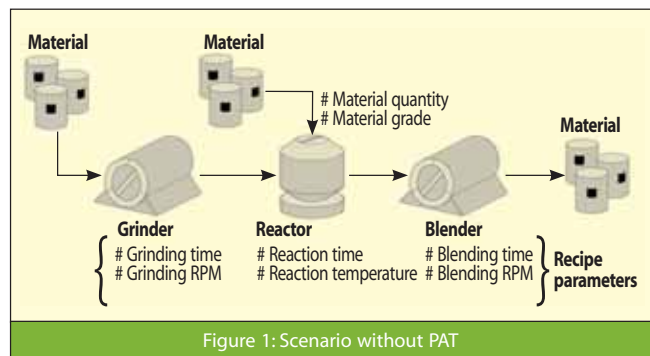 Material
Material
# Material quantity
# Material grade
Material
Grinder
# Grinding time
# Grinding RPM
Reactor
# Reaction time
# Reaction temperature
Blender
# Blending time
# Blending RPM
Recipe
parameters
Figure 1: Scenario without PAT